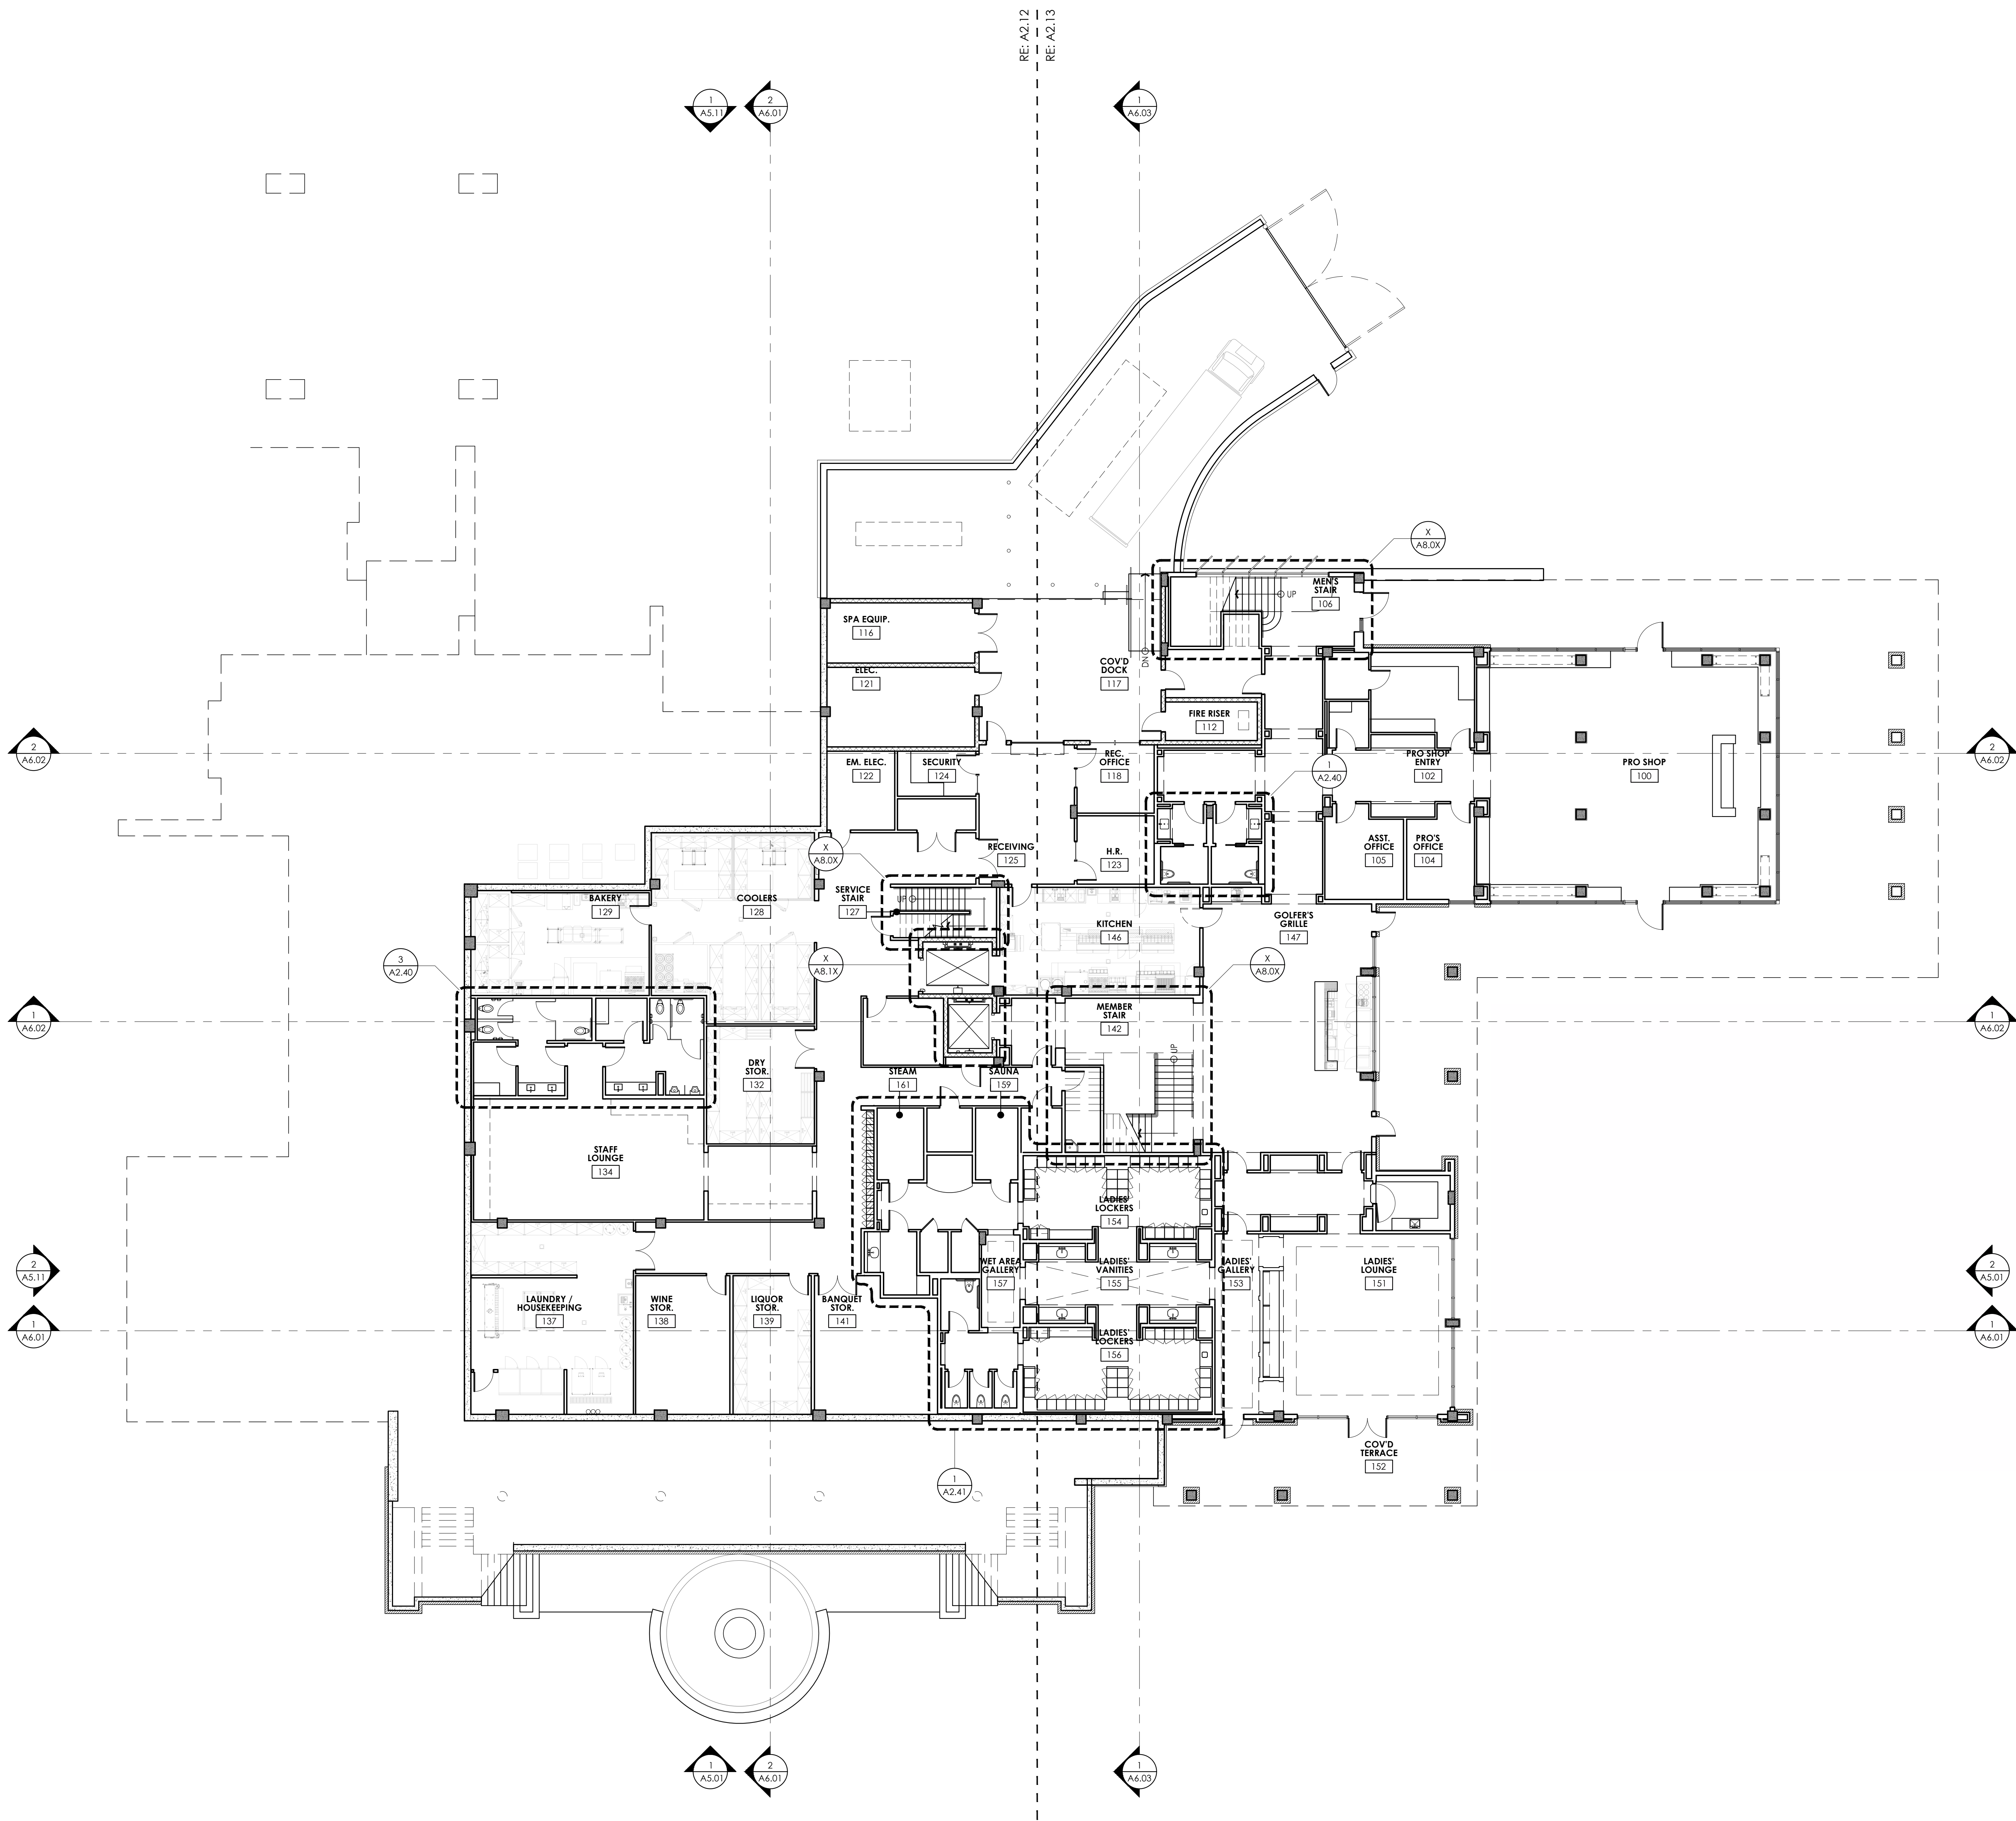 RE: A2.12
RE: A2.13
1
A5.11
2
A6.01
1
A6.03
X
A8.0X
MEN'S
STAIR
106
UP
SPA EQUIP.
116
ELEC.
121
COV'D
DOCK
117
DN
FIRE RISER
112
2
A6.02
EM. ELEC.
122
SECURITY
124
REC.
OFFICE
118
1
A2.40
PRO SHOP
ENTRY
102
PRO SHOP
100
2
A6.02
X
A8.0X
RECEIVING
125
H.R.
123
ASST.
OFFICE
105
PRO'S
OFFICE
104
BAKERY
129
COOLERS
128
SERVICE
STAIR
127
UP
KITCHEN
146
GOLFER'S
GRILLE
147
3
A2.40
X
A8.1X
X
A8.0X
1
A6.02
MEMBER
STAIR
142
UP
1
A6.02
DRY
STOR.
132
STEAM
161
SAUNA
159
STAFF
LOUNGE
134
LADIES'
LOCKERS
154
2
A5.11
WET AREA
GALLERY
157
LADIES'
VANITIES
155
LADIES'
GALLERY
153
LADIES'
LOUNGE
151
2
A5.01
LAUNDRY /
HOUSEKEEPING
137
WINE
STOR.
138
LIQUOR
STOR.
139
BANQUET
STOR.
141
1
A6.01
LADIES'
LOCKERS
156
1
A6.01
COV'D
TERRACE
152
1
A2.41
1
A5.01
2
A6.01
1
A6.03